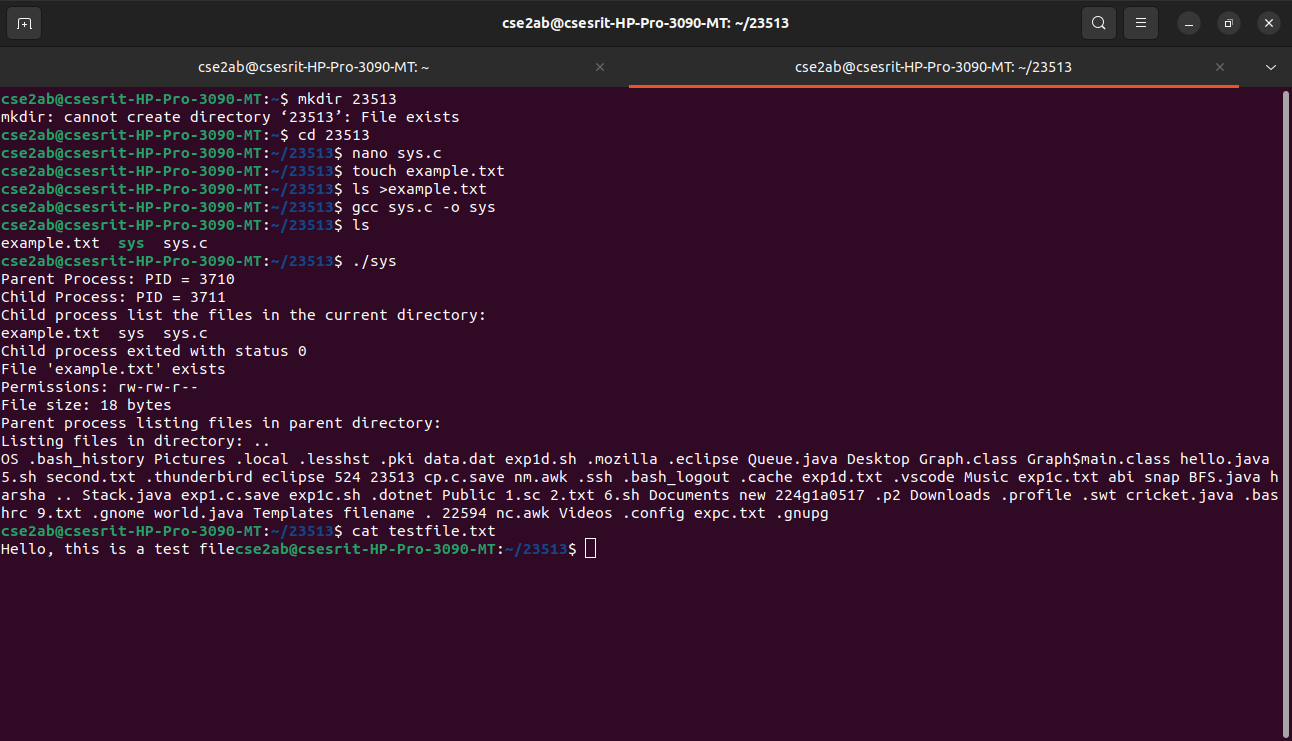 cse2ab@csesrit-HP-Pro-3090-MT: ~/23513
cse2ab@csesrit-HP-Pro-3090-MT: ~
cse2ab@csesrit-HP-Pro-3090-MT: ~/23513
cse2ab@csesrit-HP-Pro-3090-MT:~$ mkdir 23513
mkdir: cannot create directory ‘23513’: File exists
cse2ab@csesrit-HP-Pro-3090-MT:~$ cd 23513
cse2ab@csesrit-HP-Pro-3090-MT:~/23513$ nano sys.c
cse2ab@csesrit-HP-Pro-3090-MT:~/23513$ touch example.txt
cse2ab@csesrit-HP-Pro-3090-MT:~/23513$ ls >example.txt
cse2ab@csesrit-HP-Pro-3090-MT:~/23513$ gcc sys.c -o sys
cse2ab@csesrit-HP-Pro-3090-MT:~/23513$ ls
example.txt  sys  sys.c
cse2ab@csesrit-HP-Pro-3090-MT:~/23513$ ./sys
Parent Process: PID = 3710
Child Process: PID = 3711
Child process list the files in the current directory:
example.txt  sys  sys.c
Child process exited with status 0
File 'example.txt' exists
Permissions: rw-rw-r--
File size: 18 bytes
Parent process listing files in parent directory:
Listing files in directory: ..
OS .bash_history Pictures .local .lesshst .pki data.dat exp1d.sh .mozilla .eclipse Queue.java Desktop Graph.class Graph$main.class hello.java
5.sh second.txt .thunderbird eclipse 524 23513 cp.c.save nm.awk .ssh .bash_logout .cache exp1d.txt .vscode Music exp1c.txt abi snap BFS.java h
arsha .. Stack.java exp1.c.save exp1c.sh .dotnet Public 1.sc 2.txt 6.sh Documents new 224g1a0517 .p2 Downloads .profile .swt cricket.java .bas
hrc 9.txt .gnome world.java Templates filename . 22594 nc.awk Videos .config expc.txt .gnupg
cse2ab@csesrit-HP-Pro-3090-MT:~/23513$ cat testfile.txt
Hello, this is a test filecse2ab@csesrit-HP-Pro-3090-MT:~/23513$